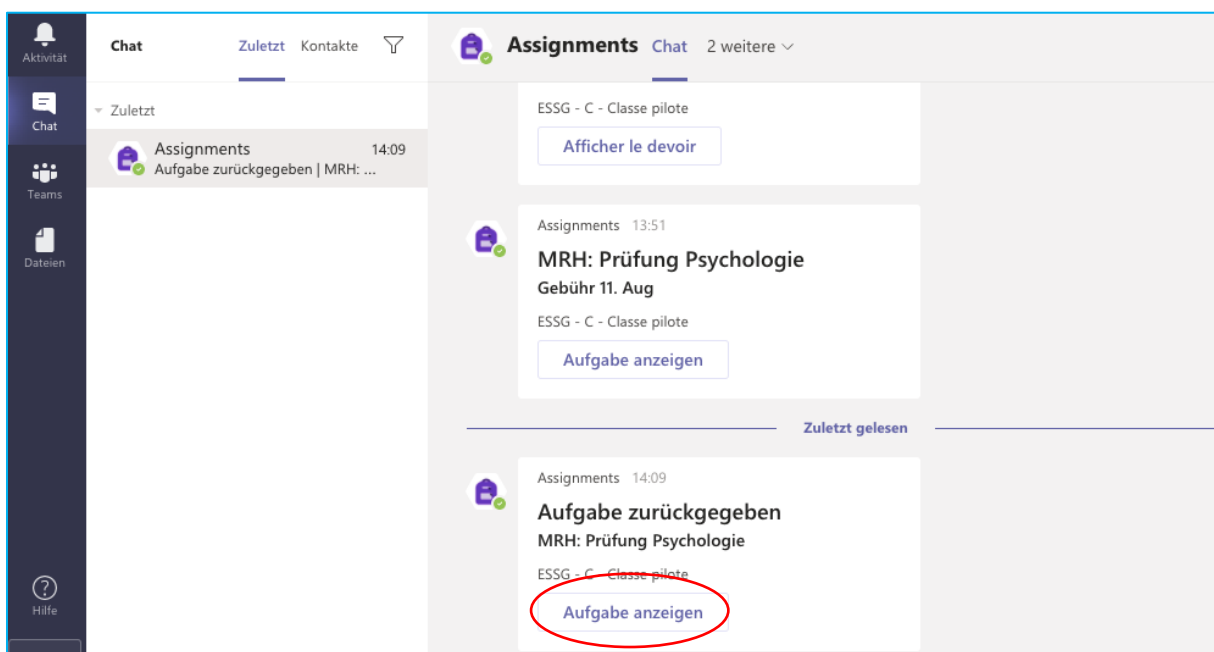 Aktivität
Chat
Teams
Dateien
Hilfe
Chat Zuletzt Kontakte
Zuletzt
Assignments 14:09
Aufgabe zurückgegeben | MRH: ...
Assignments Chat 2 weitere
ESSG - C - Classe pilote
Afficher le devoir
Assignments 13:51
MRH: Prüfung Psychologie
Gebühr 11. Aug
ESSG - C - Classe pilote
Aufgabe anzeigen
Zuletzt gelesen
Assignments 14:09
Aufgabe zurückgegeben
MRH: Prüfung Psychologie
ESSG - C - Classe pilote
Aufgabe anzeigen